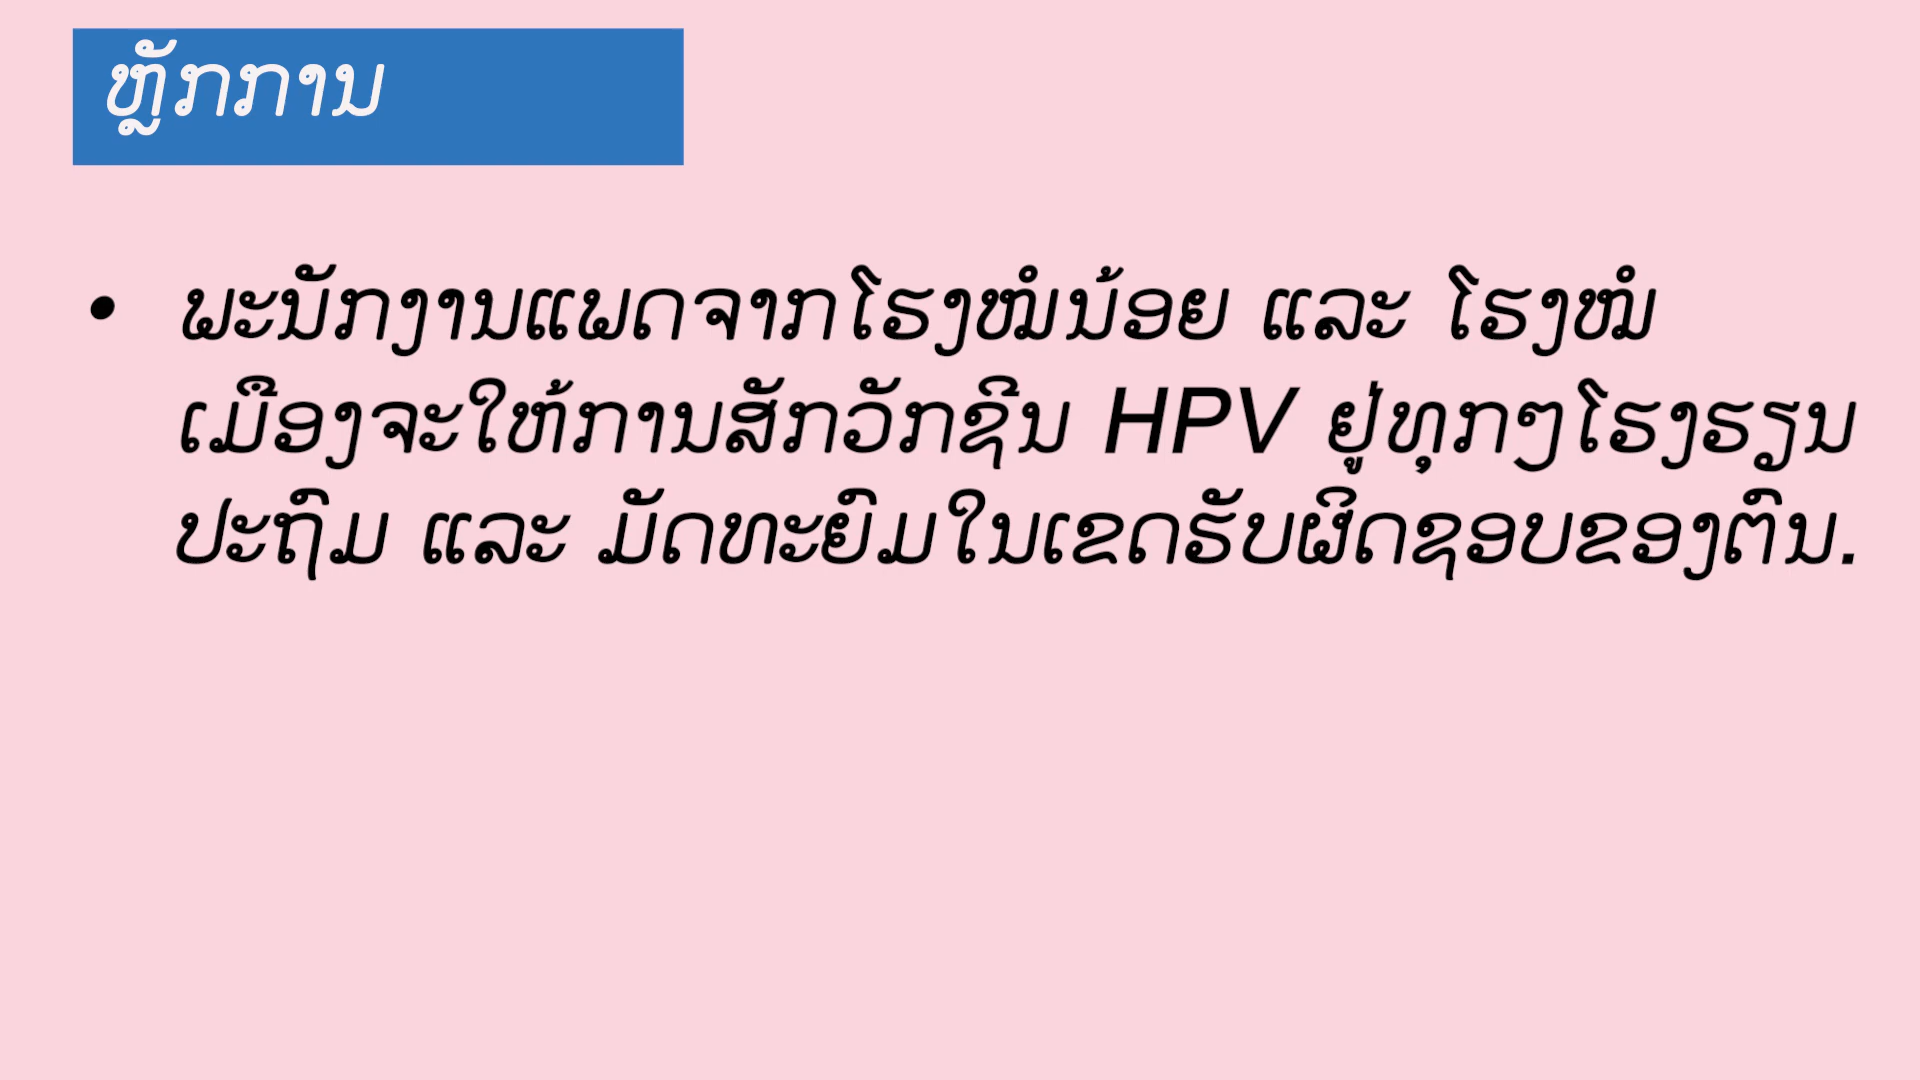 ຫຼັກການ
• ພະນັກງານແພດຈາກໂຮງໝໍນ້ອຍ ແລະ ໂຮງໝໍ
ເມືອງຈະໃຫ້ການສັກວັກຊີນ HPV ຢູ່ທຸກໆໂຮງຮຽນ
ປະຖົມ ແລະ ມັດທະຍົມໃນເຂດຮັບຜິດຊອບຂອງຕົນ.